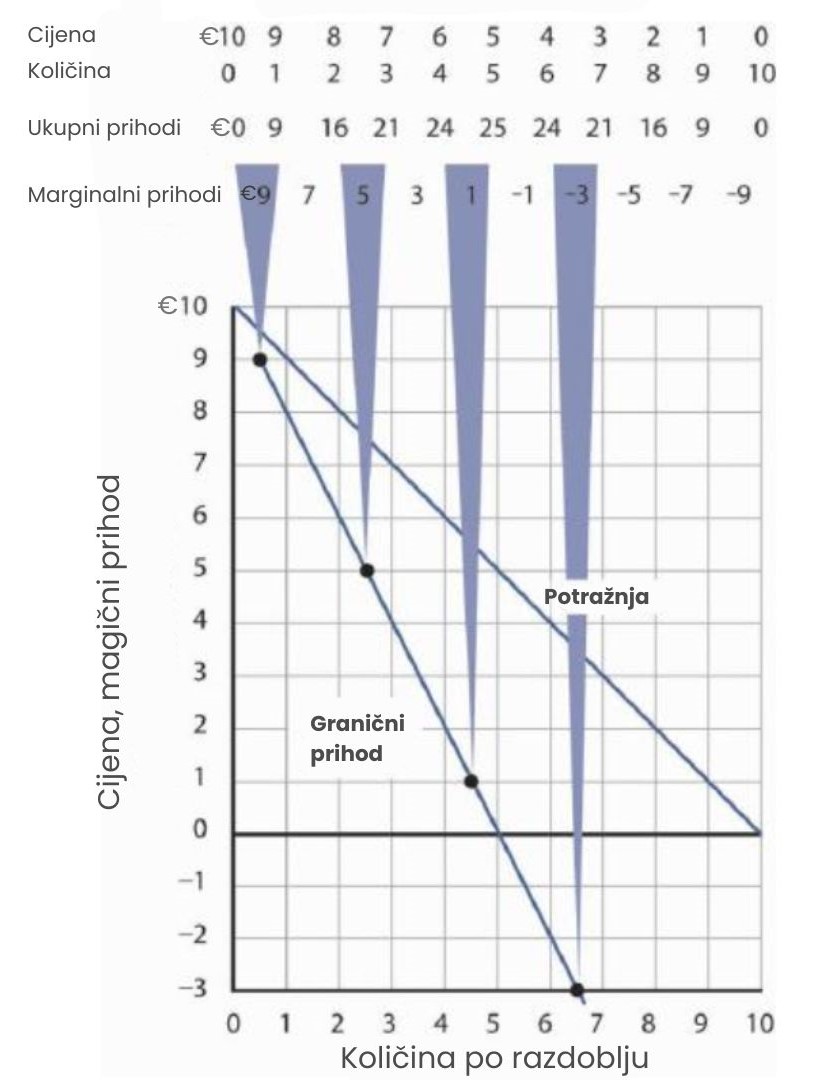 Cijena €10 9 8 7 6 5 4 3 2 1 0
Količina 0 1 2 3 4 5 6 7 8 9 10
Ukupni prihodi €0 9 16 21 24 25 24 21 16 9 0
Marginalni prihodi €9 7 5 3 1 -1 -3 -5 -7 -9
€10
9
8
7
6
5
4
3
2
1
0
-1
-2
-3
Cijena, magični prihod
Potražnja
Granični
prihod
0 1 2 3 4 5 6 7 8 9 10
Količina po razdoblju